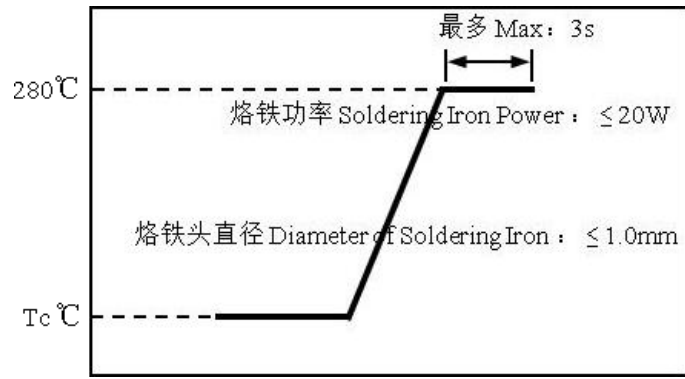 最多 Max：3s
280℃
烙铁功率 Soldering Iron Power：≤20W
烙铁头直径 Diameter of Soldering Iron：≤1.0mm
Tc ℃